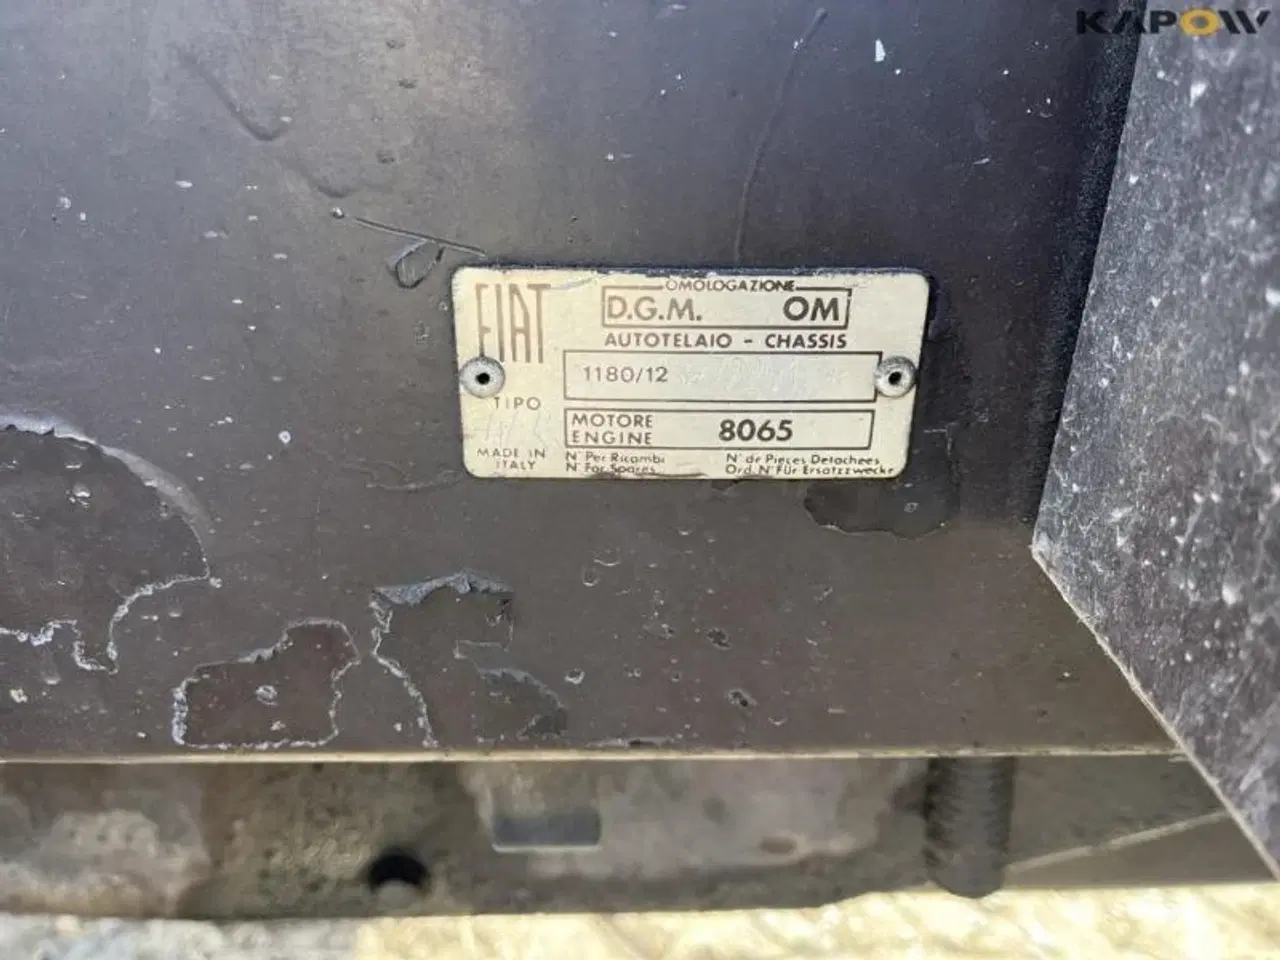 KAPOW
FIAT
OMOLOGAZIONE
D.G.M. OM
AUTOTELAIO - CHASSIS
1180/12
TIPO
MOTORE
ENGINE
8065
MADE IN
ITALY
N° Per Ricambi
N° For Spares
N° de Pieces Detachees
Ord. N° Für Ersatzzwecke